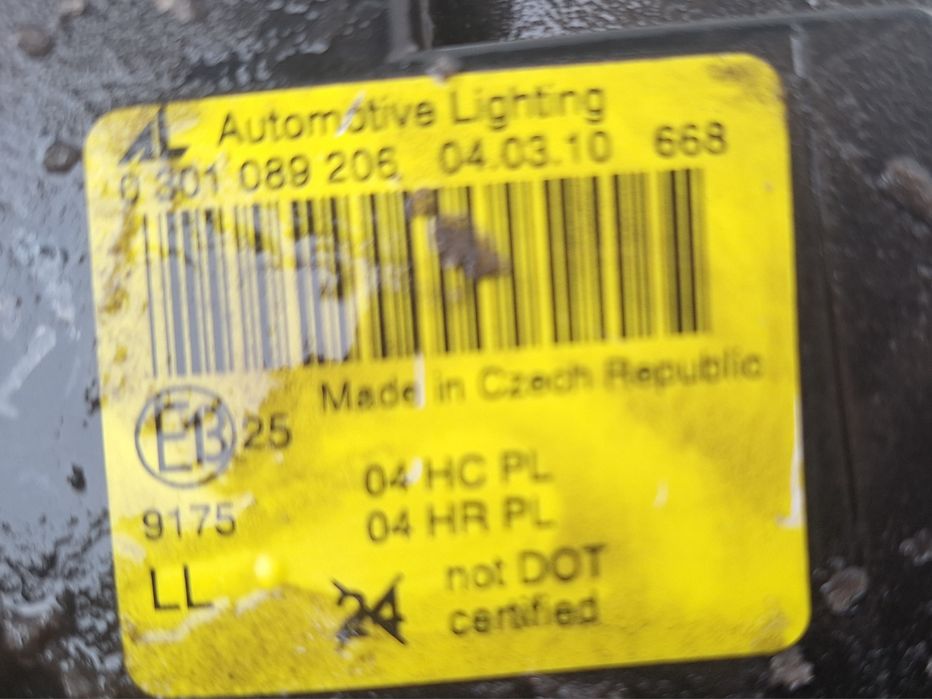 AL Automotive Lighting
0 301 089 206 04.03.10 668
Made in Czech Republic
25
04 HC PL
9175
04 HR PL
LL
24
not DOT
certified